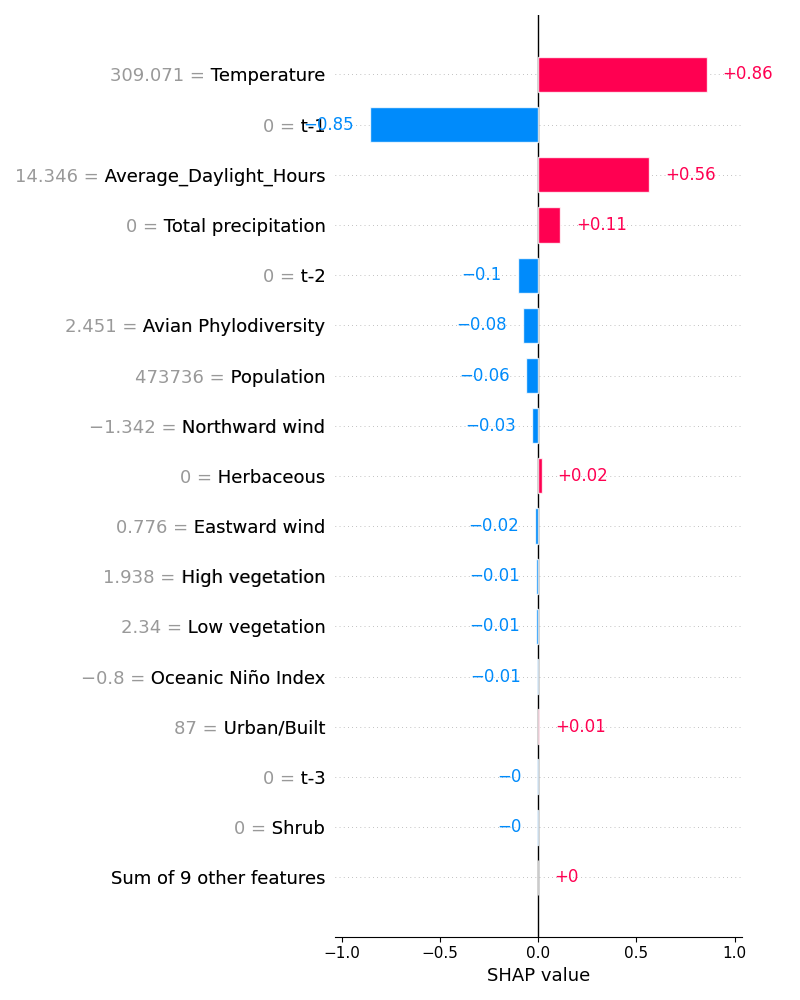 309.071 = Temperature +0.86
0 = t-1 −0.85
14.346 = Average_Daylight_Hours +0.56
0 = Total precipitation +0.11
0 = t-2 −0.1
2.451 = Avian Phylodiversity −0.08
473736 = Population −0.06
−1.342 = Northward wind −0.03
0 = Herbaceous +0.02
0.776 = Eastward wind −0.02
1.938 = High vegetation −0.01
2.34 = Low vegetation −0.01
−0.8 = Oceanic Niño Index −0.01
87 = Urban/Built +0.01
0 = t-3 −0
0 = Shrub −0
Sum of 9 other features +0
−1.0 −0.5 0.0 0.5 1.0
SHAP value